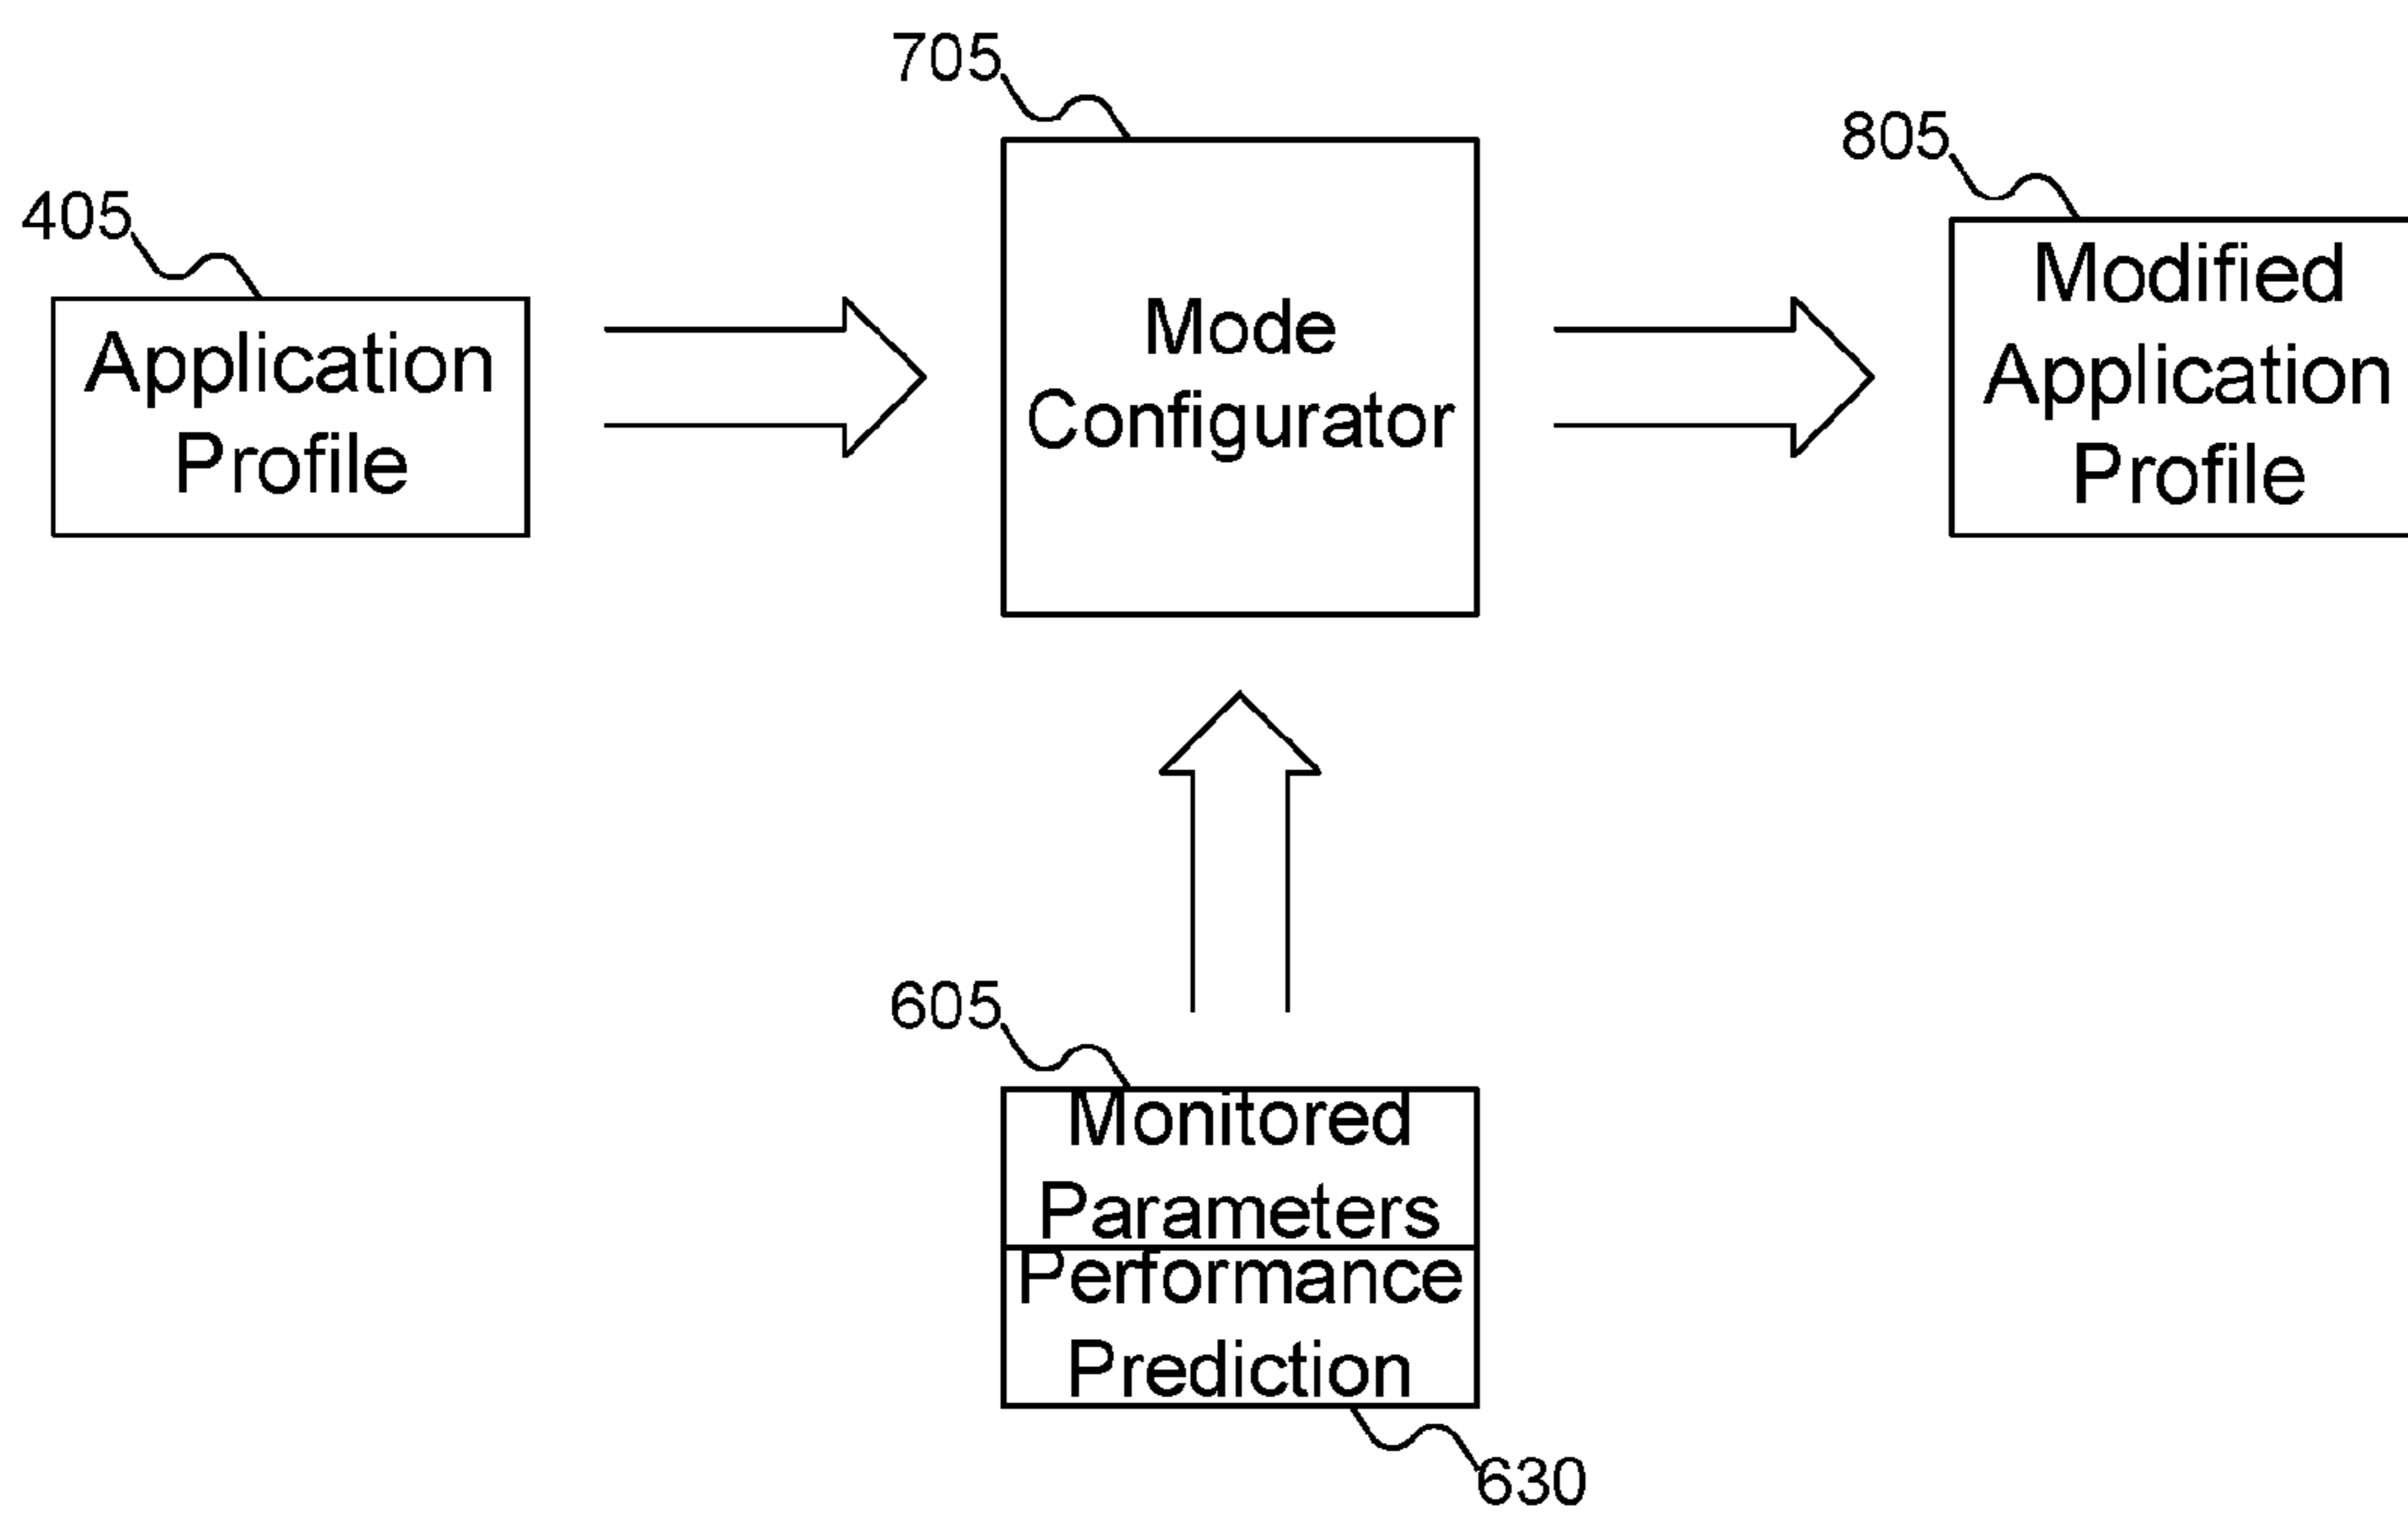 705
805
405
Application
Profile
Mode
Configurator
Modified
Application
Profile
605
Monitored
Parameters
Performance
Prediction
630